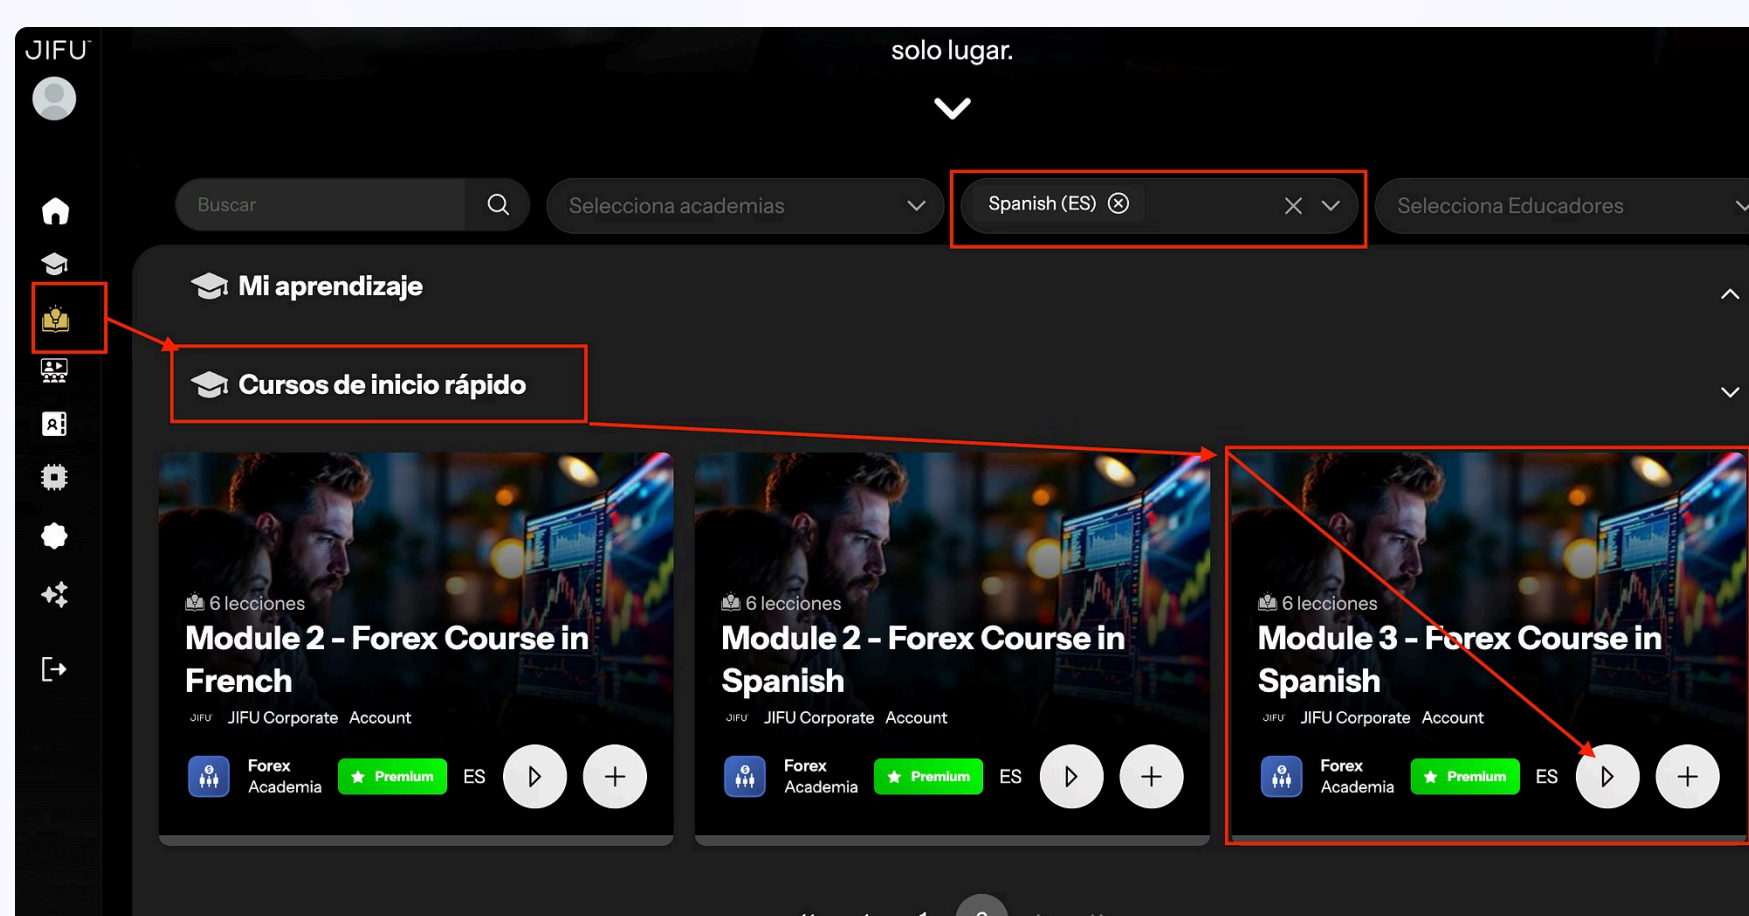 JIFU
solo lugar.
Buscar
Selecciona academias
Spanish (ES)
Selecciona Educadores
Mi aprendizaje
Cursos de inicio rápido
6 lecciones
Module 2 - Forex Course in
French
JIFU JIFU Corporate Account
Forex
Academia
Premium
ES
6 lecciones
Module 2 - Forex Course in
Spanish
JIFU JIFU Corporate Account
Forex
Academia
Premium
ES
6 lecciones
Module 3 - Forex Course in
Spanish
JIFU JIFU Corporate Account
Forex
Academia
Premium
ES